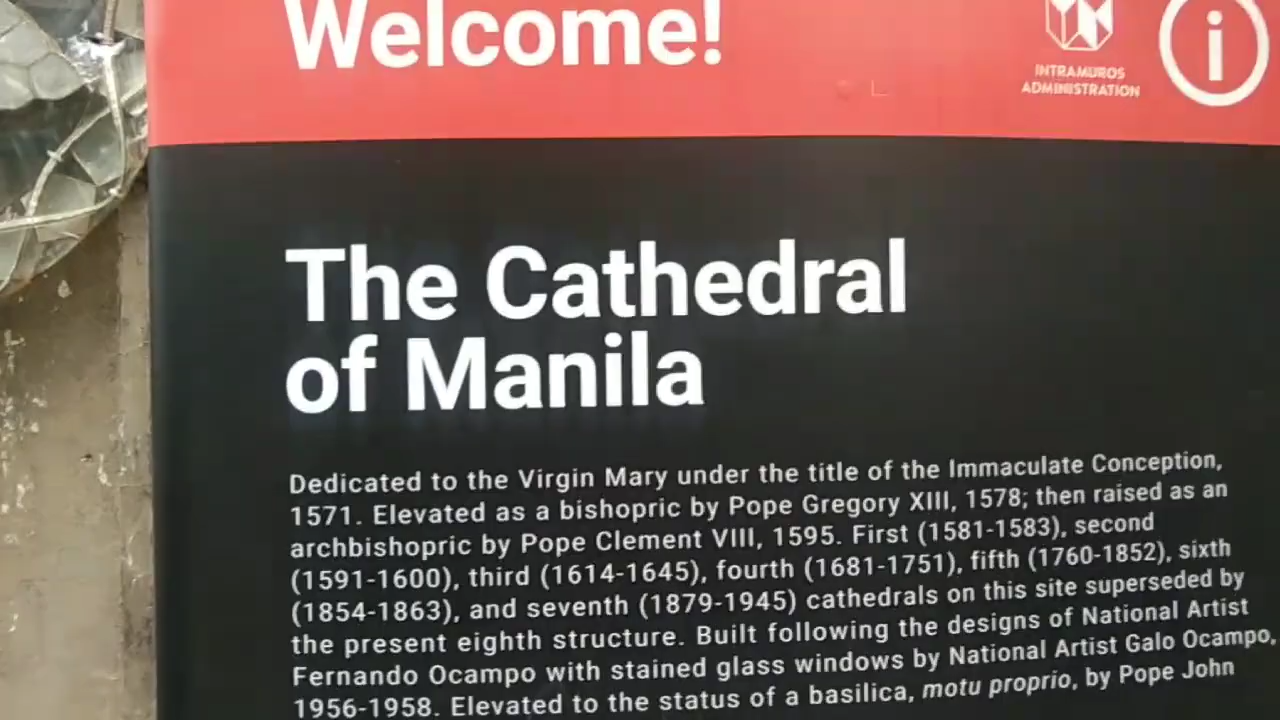 Welcome!
INTRAMUROS
ADMINISTRATION
i
The Cathedral
of Manila
Dedicated to the Virgin Mary under the title of the Immaculate Conception,
1571. Elevated as a bishopric by Pope Gregory XIII, 1578; then raised as an
archbishopric by Pope Clement VIII, 1595. First (1581-1583), second
(1591-1600), third (1614-1645), fourth (1681-1751), fifth (1760-1852), sixth
(1854-1863), and seventh (1879-1945) cathedrals on this site superseded by
the present eighth structure. Built following the designs of National Artist
Fernando Ocampo with stained glass windows by National Artist Galo Ocampo,
1956-1958. Elevated to the status of a basilica, motu proprio, by Pope John